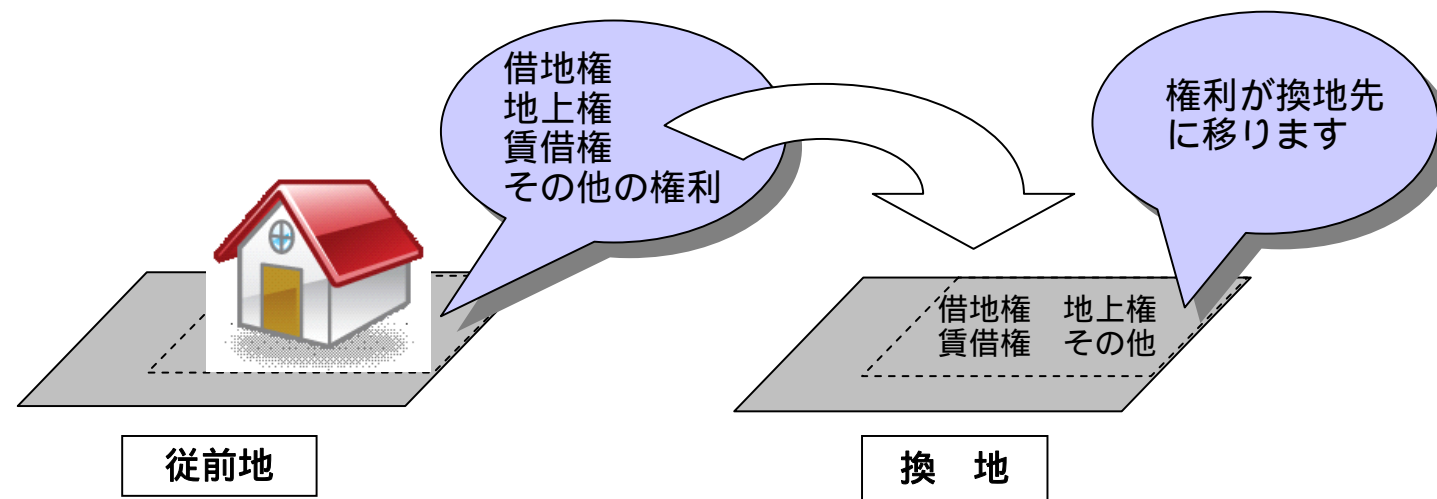 借地権
地上権
賃借権
その他の権利
権利が換地先
に移ります
借地権　地上権
賃借権　その他
従前地
換　地